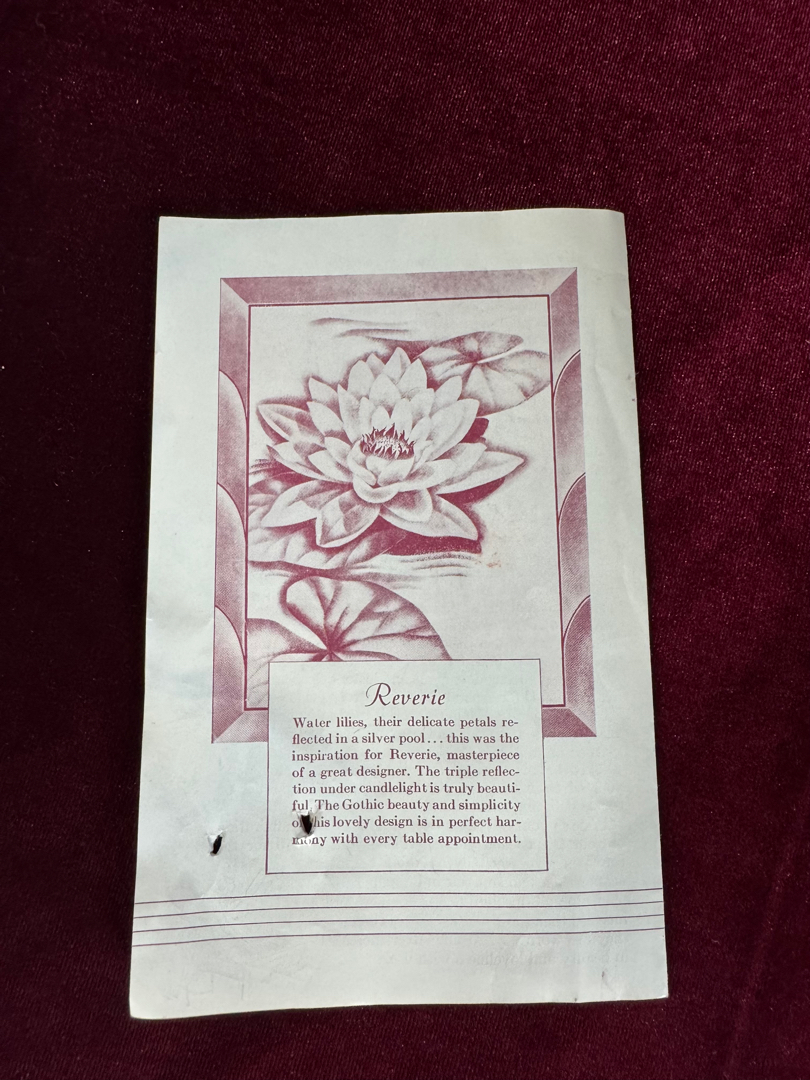 Reverie
Water lilies, their delicate petals re-
flected in a silver pool... this was the
inspiration for Reverie, masterpiece
of a great designer. The triple reflec-
tion under candlelight is truly beauti-
ful. The Gothic beauty and simplicity
of this lovely design is in perfect har-
mony with every table appointment.